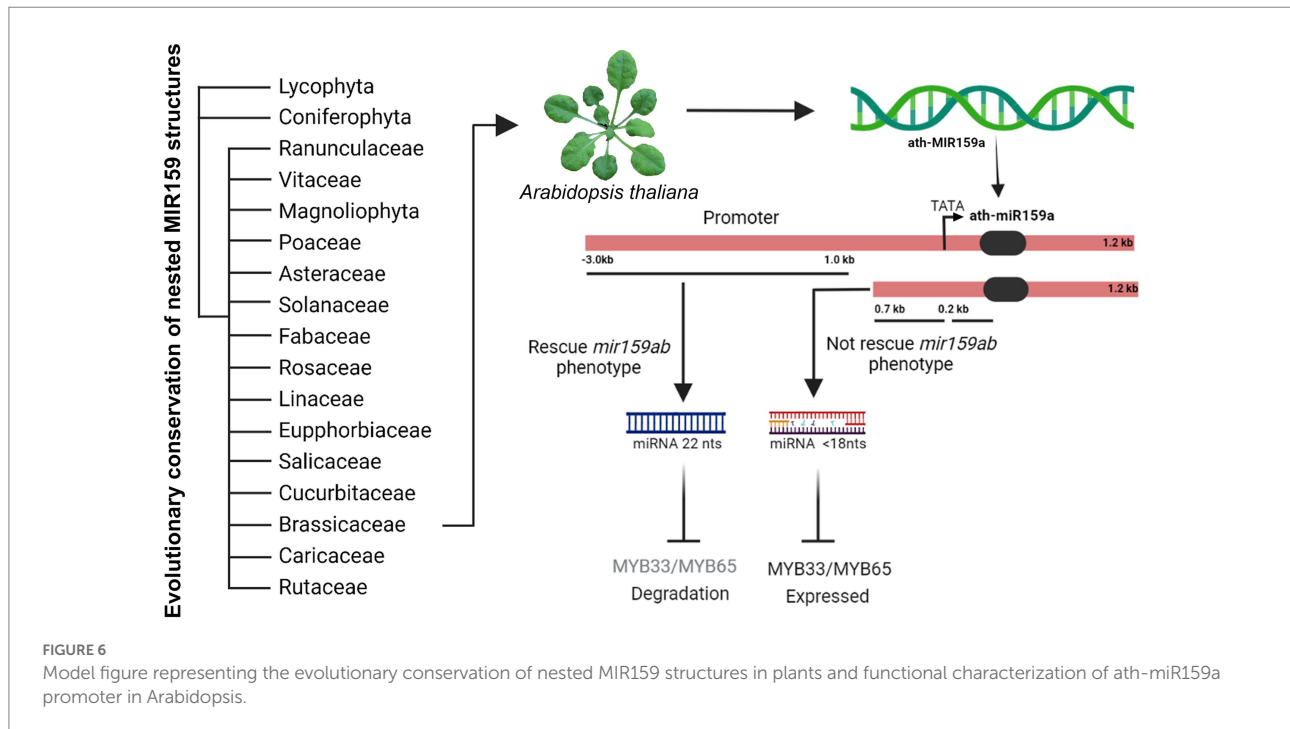 Evolutionary conservation of nested MIR159 structures
Lycophyta
Coniferophyta
Ranunculaceae
Vitaceae
Magnoliophyta
Poaceae
Asteraceae
Solanaceae
Fabaceae
Rosaceae
Linaceae
Eupphorbiaceae
Salicaceae
Cucurbitaceae
Brassicaceae
Caricaceae
Rutaceae
Arabidopsis thaliana
ath-MIR159a
Promoter
TATA
ath-miR159a
1.2 kb
-3.0kb
1.0 kb
1.2 kb
0.7 kb
0.2 kb
Rescue mir159ab
phenotype
Not rescue mir159ab
phenotype
miRNA 22 nts
miRNA <18nts
MYB33/MYB65
Degradation
MYB33/MYB65
Expressed
FIGURE 6
Model figure representing the evolutionary conservation of nested MIR159 structures in plants and functional characterization of ath-miR159a
promoter in Arabidopsis.